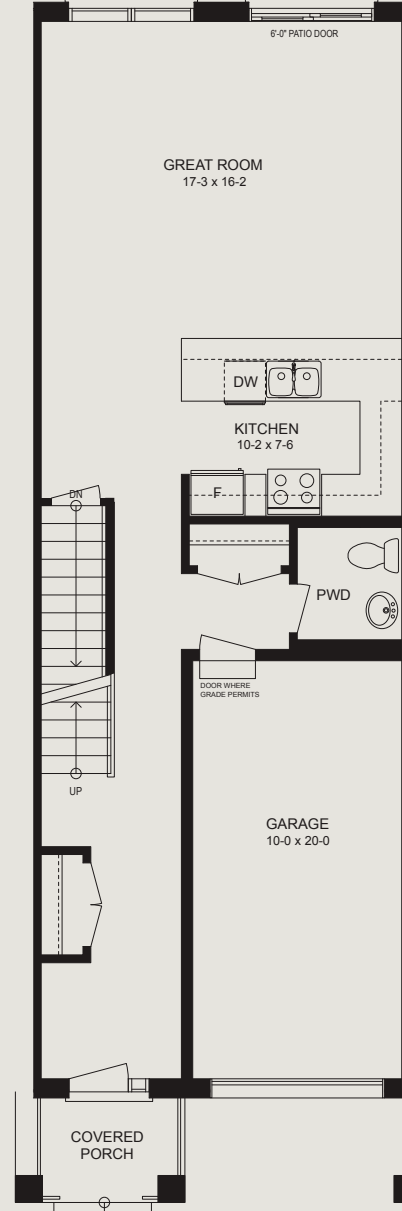 6'-0" PATIO DOOR
GREAT ROOM
17-3 x 16-2
DW
KITCHEN
10-2 x 7-6
F
DN
PWD
DOOR WHERE
GRADE PERMITS
UP
GARAGE
10-0 x 20-0
COVERED
PORCH